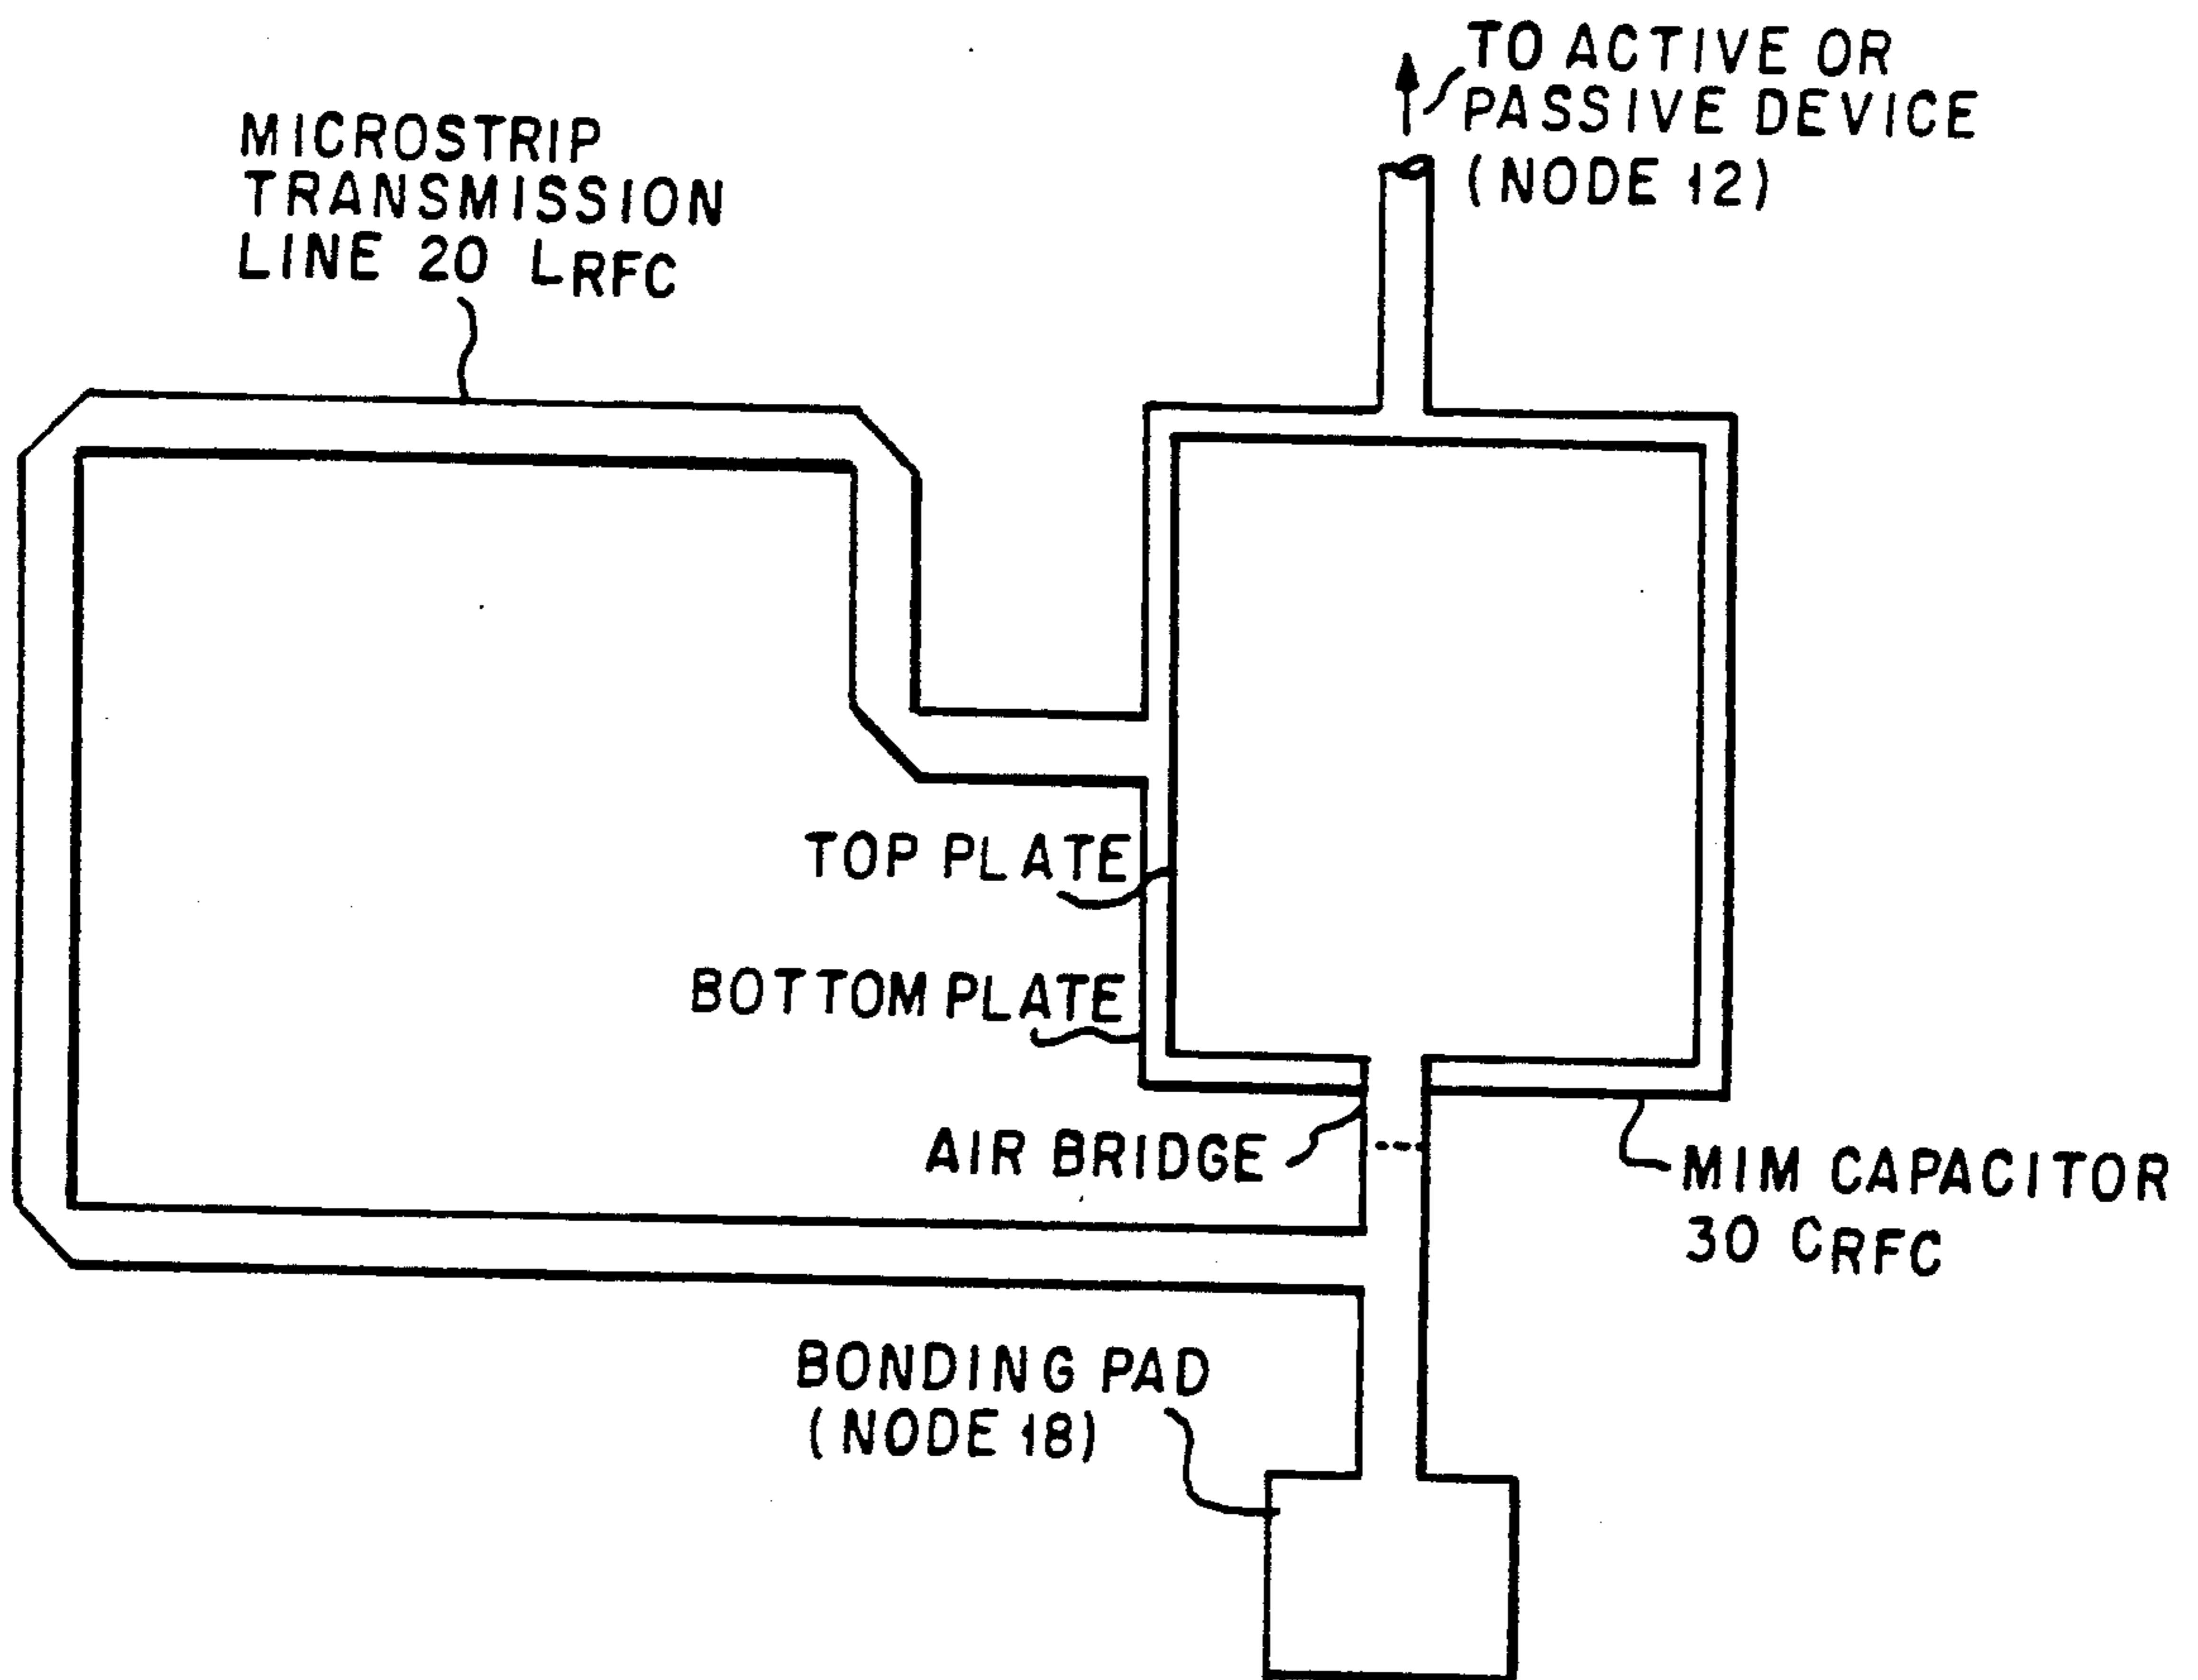 TO ACTIVE OR
PASSIVE DEVICE
(NODE 12)
MICROSTRIP
TRANSMISSION
LINE 20 LRFC
TOP PLATE
BOTTOM PLATE
AIR BRIDGE
MIM CAPACITOR
30 CRFC
BONDING PAD
(NODE 18)